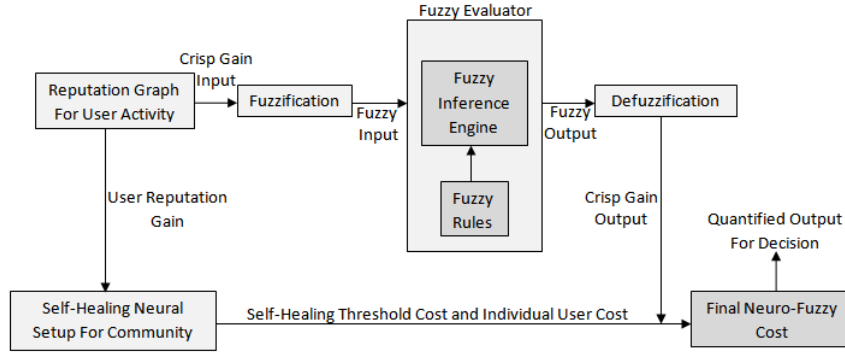 Fuzzy Evaluator
Crisp Gain
Input
Reputation Graph
For User Activity
Fuzzification
Fuzzy
Input
Fuzzy
Inference
Engine
Fuzzy
Rules
Fuzzy
Output
Defuzzification
User Reputation
Gain
Crisp Gain
Output
Quantified Output
For Decision
Self-Healing Neural
Setup For Community
Self-Healing Threshold Cost and Individual User Cost
Final Neuro-Fuzzy
Cost